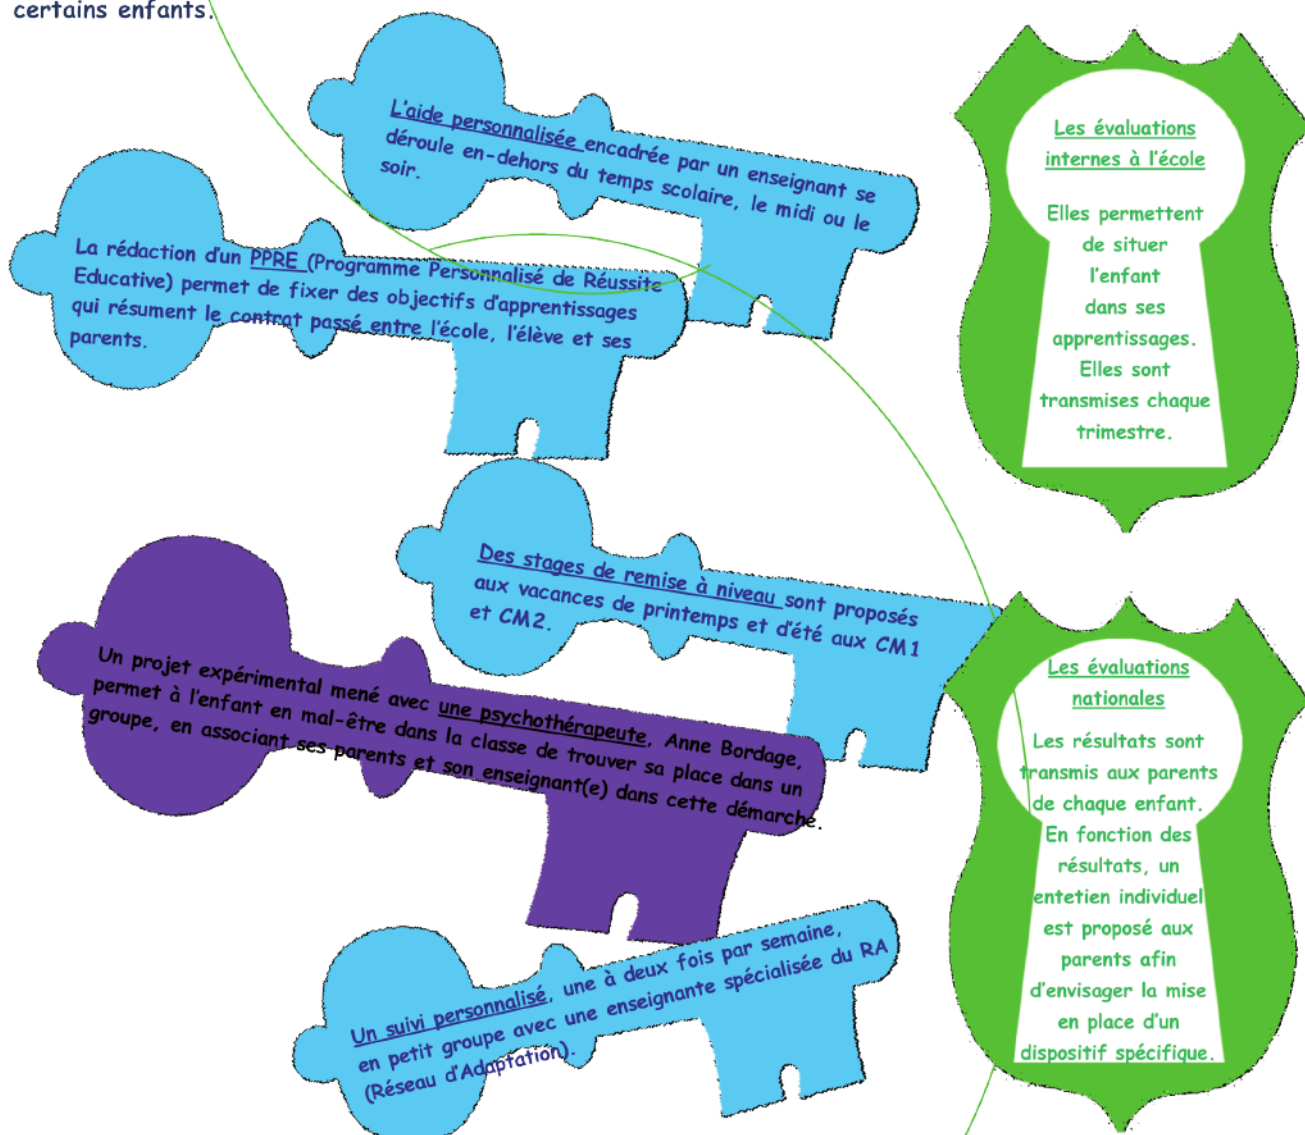 certains enfants.
L'aide personnalisée encadrée par un enseignant se
déroule en-dehors du temps scolaire, le midi ou le
soir.
La rédaction d'un PPRE (Programme Personnalisé de Réussite
Educative) permet de fixer des objectifs d'apprentissages
qui résument le contrat passé entre l'école, l'élève et ses
parents.
Des stages de remise à niveau sont proposés
aux vacances de printemps et d'été aux CM1
et CM2.
Un projet expérimental mené avec une psychothérapeute, Anne Bordage,
permet à l'enfant en mal-être dans la classe de trouver sa place dans un
groupe, en associant ses parents et son enseignant(e) dans cette démarche.
Un suivi personnalisé, une à deux fois par semaine,
en petit groupe avec une enseignante spécialisée du RA
(Réseau d'Adaptation).
Les évaluations
internes à l'école
Elles permettent
de situer
l'enfant
dans ses
apprentissages.
Elles sont
transmises chaque
trimestre.
Les évaluations
nationales
Les résultats sont
transmis aux parents
de chaque enfant.
En fonction des
résultats, un
entetien individuel
est proposé aux
parents afin
d'envisager la mise
en place d'un
dispositif spécifique.